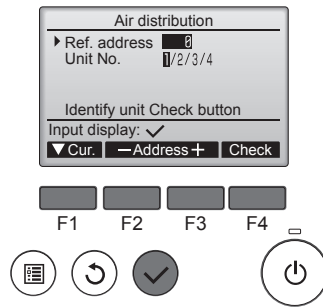 Air distribution
Ref. address 0
Unit No. 1/2/3/4
Identify unit Check button
Input display: ✓
▼ Cur. −Address+ Check
F1 F2 F3 F4